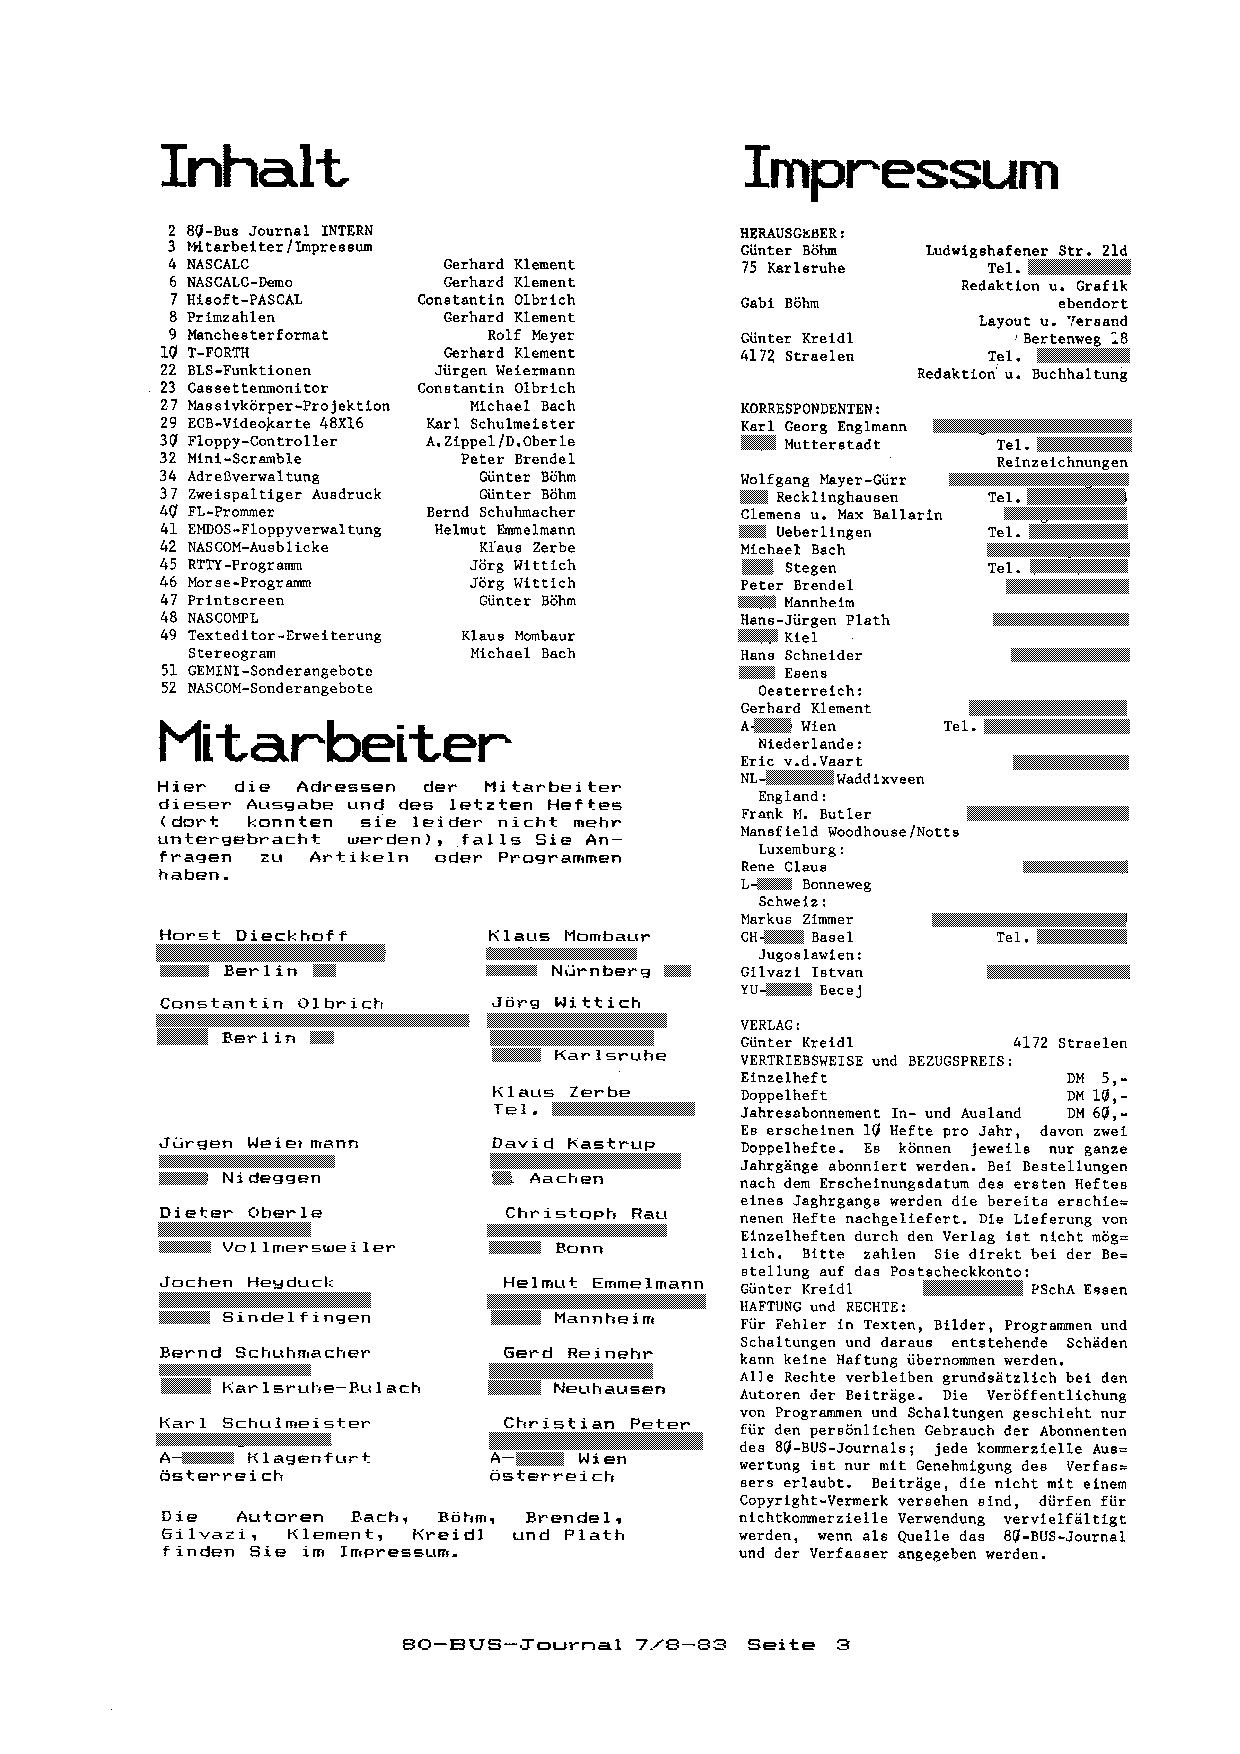 Inhalt
2 80-Bus Journal INTERN
3 Mitarbeiter/Impressum
4 NASCALC Gerhard Klement
6 NASCALC-Demo Gerhard Klement
7 Hisoft-PASCAL Constantin Olbrich
8 Primzahlen Gerhard Klement
9 Manchesterformat Rolf Meyer
10 T-FORTH Gerhard Klement
22 BLS-Funktionen Jürgen Weiermann
23 Cassettenmonitor Constantin Olbrich
27 Massivkörper-Projektion Michael Bach
29 ECB-Videokarte 48X16 Karl Schulmeister
30 Floppy-Controller A.Zippel/D.Oberle
32 Mini-Scramble Peter Brendel
34 Adreßverwaltung Günter Böhm
37 Zweispaltiger Ausdruck Günter Böhm
40 FL-Prommer Bernd Schuhmacher
41 EMDOS-Floppyverwaltung Helmut Emmelmann
42 NASCOM-Ausblicke Klaus Zerbe
45 RTTY-Programm Jörg Wittich
46 Morse-Programm Jörg Wittich
47 Printscreen Günter Böhm
48 NASCOMPL
49 Texteditor-Erweiterung Klaus Mombaur
Stereogram Michael Bach
51 GEMINI-Sonderangebote
52 NASCOM-Sonderangebote
Mitarbeiter
Hier die Adressen der Mitarbeiter
dieser Ausgabe und des letzten Heftes
(dort konnten sie leider nicht mehr
untergebracht werden), falls Sie An-
fragen zu Artikeln oder Programmen
haben.
Horst Dieckhoff
Berlin
Constantin Olbrich
Berlin
Jürgen Weiermann
Nideggen
Dieter Oberle
Vollmersweiler
Jochen Heyduck
Sindelfingen
Bernd Schuhmacher
Karlsruhe-Bulach
Karl Schulmeister
A- Klagenfurt
österreich
Klaus Mombaur
Nürnberg
Jörg Wittich
Karlsruhe
Klaus Zerbe
Tel.
David Kastrup
Aachen
Christoph Rau
Bonn
Helmut Emmelmann
Mannheim
Gerd Reinehr
Neuhausen
Christian Peter
A- Wien
österreich
Die Autoren Bach, Böhm, Brendel,
Gilvazi, Klement, Kreidl und Plath
finden Sie im Impressum.
Impressum
HERAUSGEBER:
Günter Böhm Ludwigshafener Str. 21d
75 Karlsruhe Tel.
Redaktion u. Grafik
Gabi Böhm ebendort
Layout u. Versand
Günter Kreidl Bertenweg 18
4172 Straelen Tel.
Redaktion u. Buchhaltung
KORRESPONDENTEN:
Karl Georg Englmann
Mutterstadt Tel.
Reinzeichnungen
Wolfgang Mayer-Gürr
Recklinghausen Tel.
Clemens u. Max Ballarin
Ueberlingen Tel.
Michael Bach
Stegen Tel.
Peter Brendel
Mannheim
Hans-Jürgen Plath
Kiel
Hans Schneider
Esens
Oesterreich:
Gerhard Klement
A- Wien Tel.
Niederlande:
Eric v.d.Vaart
NL- Waddixveen
England:
Frank M. Butler
Mansfield Woodhouse/Notts
Luxemburg:
Rene Claus
L- Bonneweg
Schweiz:
Markus Zimmer
CH- Basel Tel.
Jugoslawien:
Gilvazi Istvan
YU- Becej
VERLAG:
Günter Kreidl 4172 Straelen
VERTRIEBSWEISE und BEZUGSPREIS:
Einzelheft DM 5,-
Doppelheft DM 10,-
Jahresabonnement In- und Ausland DM 60,-
Es erscheinen 10 Hefte pro Jahr, davon zwei
Doppelhefte. Es können jeweils nur ganze
Jahrgänge abonniert werden. Bei Bestellungen
nach dem Erscheinungsdatum des ersten Heftes
eines Jaghrgangs werden die bereits erschie=
nenen Hefte nachgeliefert. Die Lieferung von
Einzelheften durch den Verlag ist nicht mög=
lich. Bitte zahlen Sie direkt bei der Be=
stellung auf das Postscheckkonto:
Günter Kreidl PSchA Essen
HAFTUNG und RECHTE:
Für Fehler in Texten, Bilder, Programmen und
Schaltungen und daraus entstehende Schäden
kann keine Haftung übernommen werden.
Alle Rechte verbleiben grundsätzlich bei den
Autoren der Beiträge. Die Veröffentlichung
von Programmen und Schaltungen geschieht nur
für den persönlichen Gebrauch der Abonnenten
des 80-BUS-Journals; jede kommerzielle Aus=
wertung ist nur mit Genehmigung des Verfas=
sers erlaubt. Beiträge, die nicht mit einem
Copyright-Vermerk versehen sind, dürfen für
nichtkommerzielle Verwendung vervielfältigt
werden, wenn als Quelle das 80-BUS-Journal
und der Verfasser angegeben werden.
80-BUS-Journal 7/8-83 Seite 3